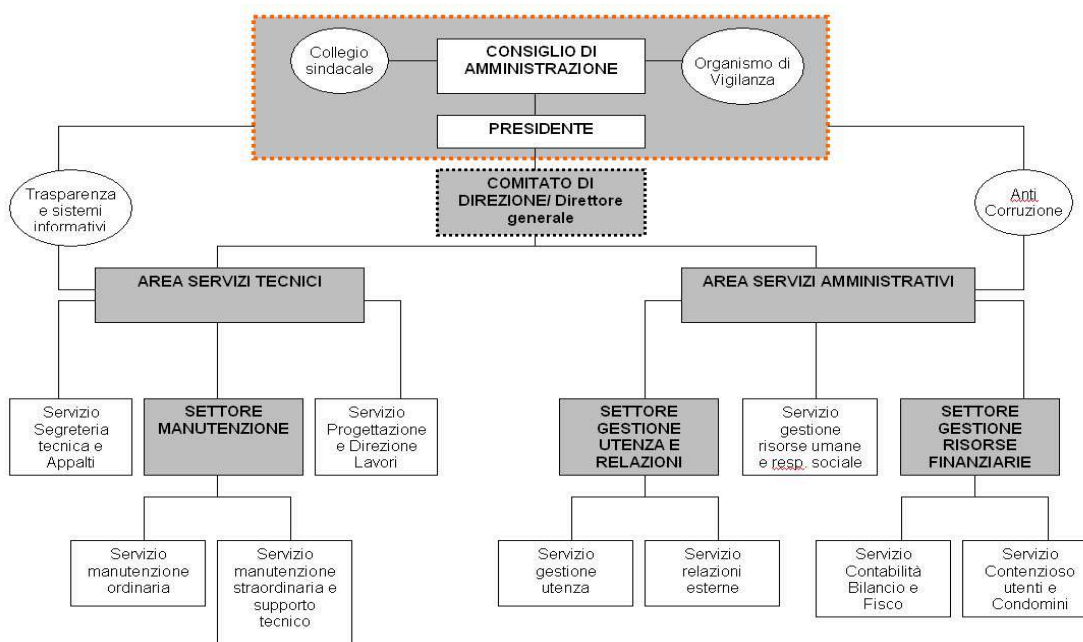 Collegio
sindacale
CONSIGLIO DI
AMMINISTRAZIONE
Organismo di
Vigilanza
PRESIDENTE
Trasparenza
e sistemi
informativi
COMITATO DI
DIREZIONE/ Direttore
generale
Anti
Corruzione
AREA SERVIZI TECNICI
AREA SERVIZI AMMINISTRATIVI
Servizio
Segreteria
tecnica e
Appalti
SETTORE
MANUTENZIONE
Servizio
Progettazione
e Direzione
Lavori
SETTORE
GESTIONE
UTENZA E
RELAZIONI
Servizio
gestione
risorse umane
e resp. sociale
SETTORE
GESTIONE
RISORSE
FINANZIARIE
Servizio
manutenzione
ordinaria
Servizio
manutenzione
straordinaria e
supporto
tecnico
Servizio
gestione
utenza
Servizio
relazioni
esterne
Servizio
Contabilità
Bilancio e
Fisco
Servizio
Contenzioso
utenti e
Condomini